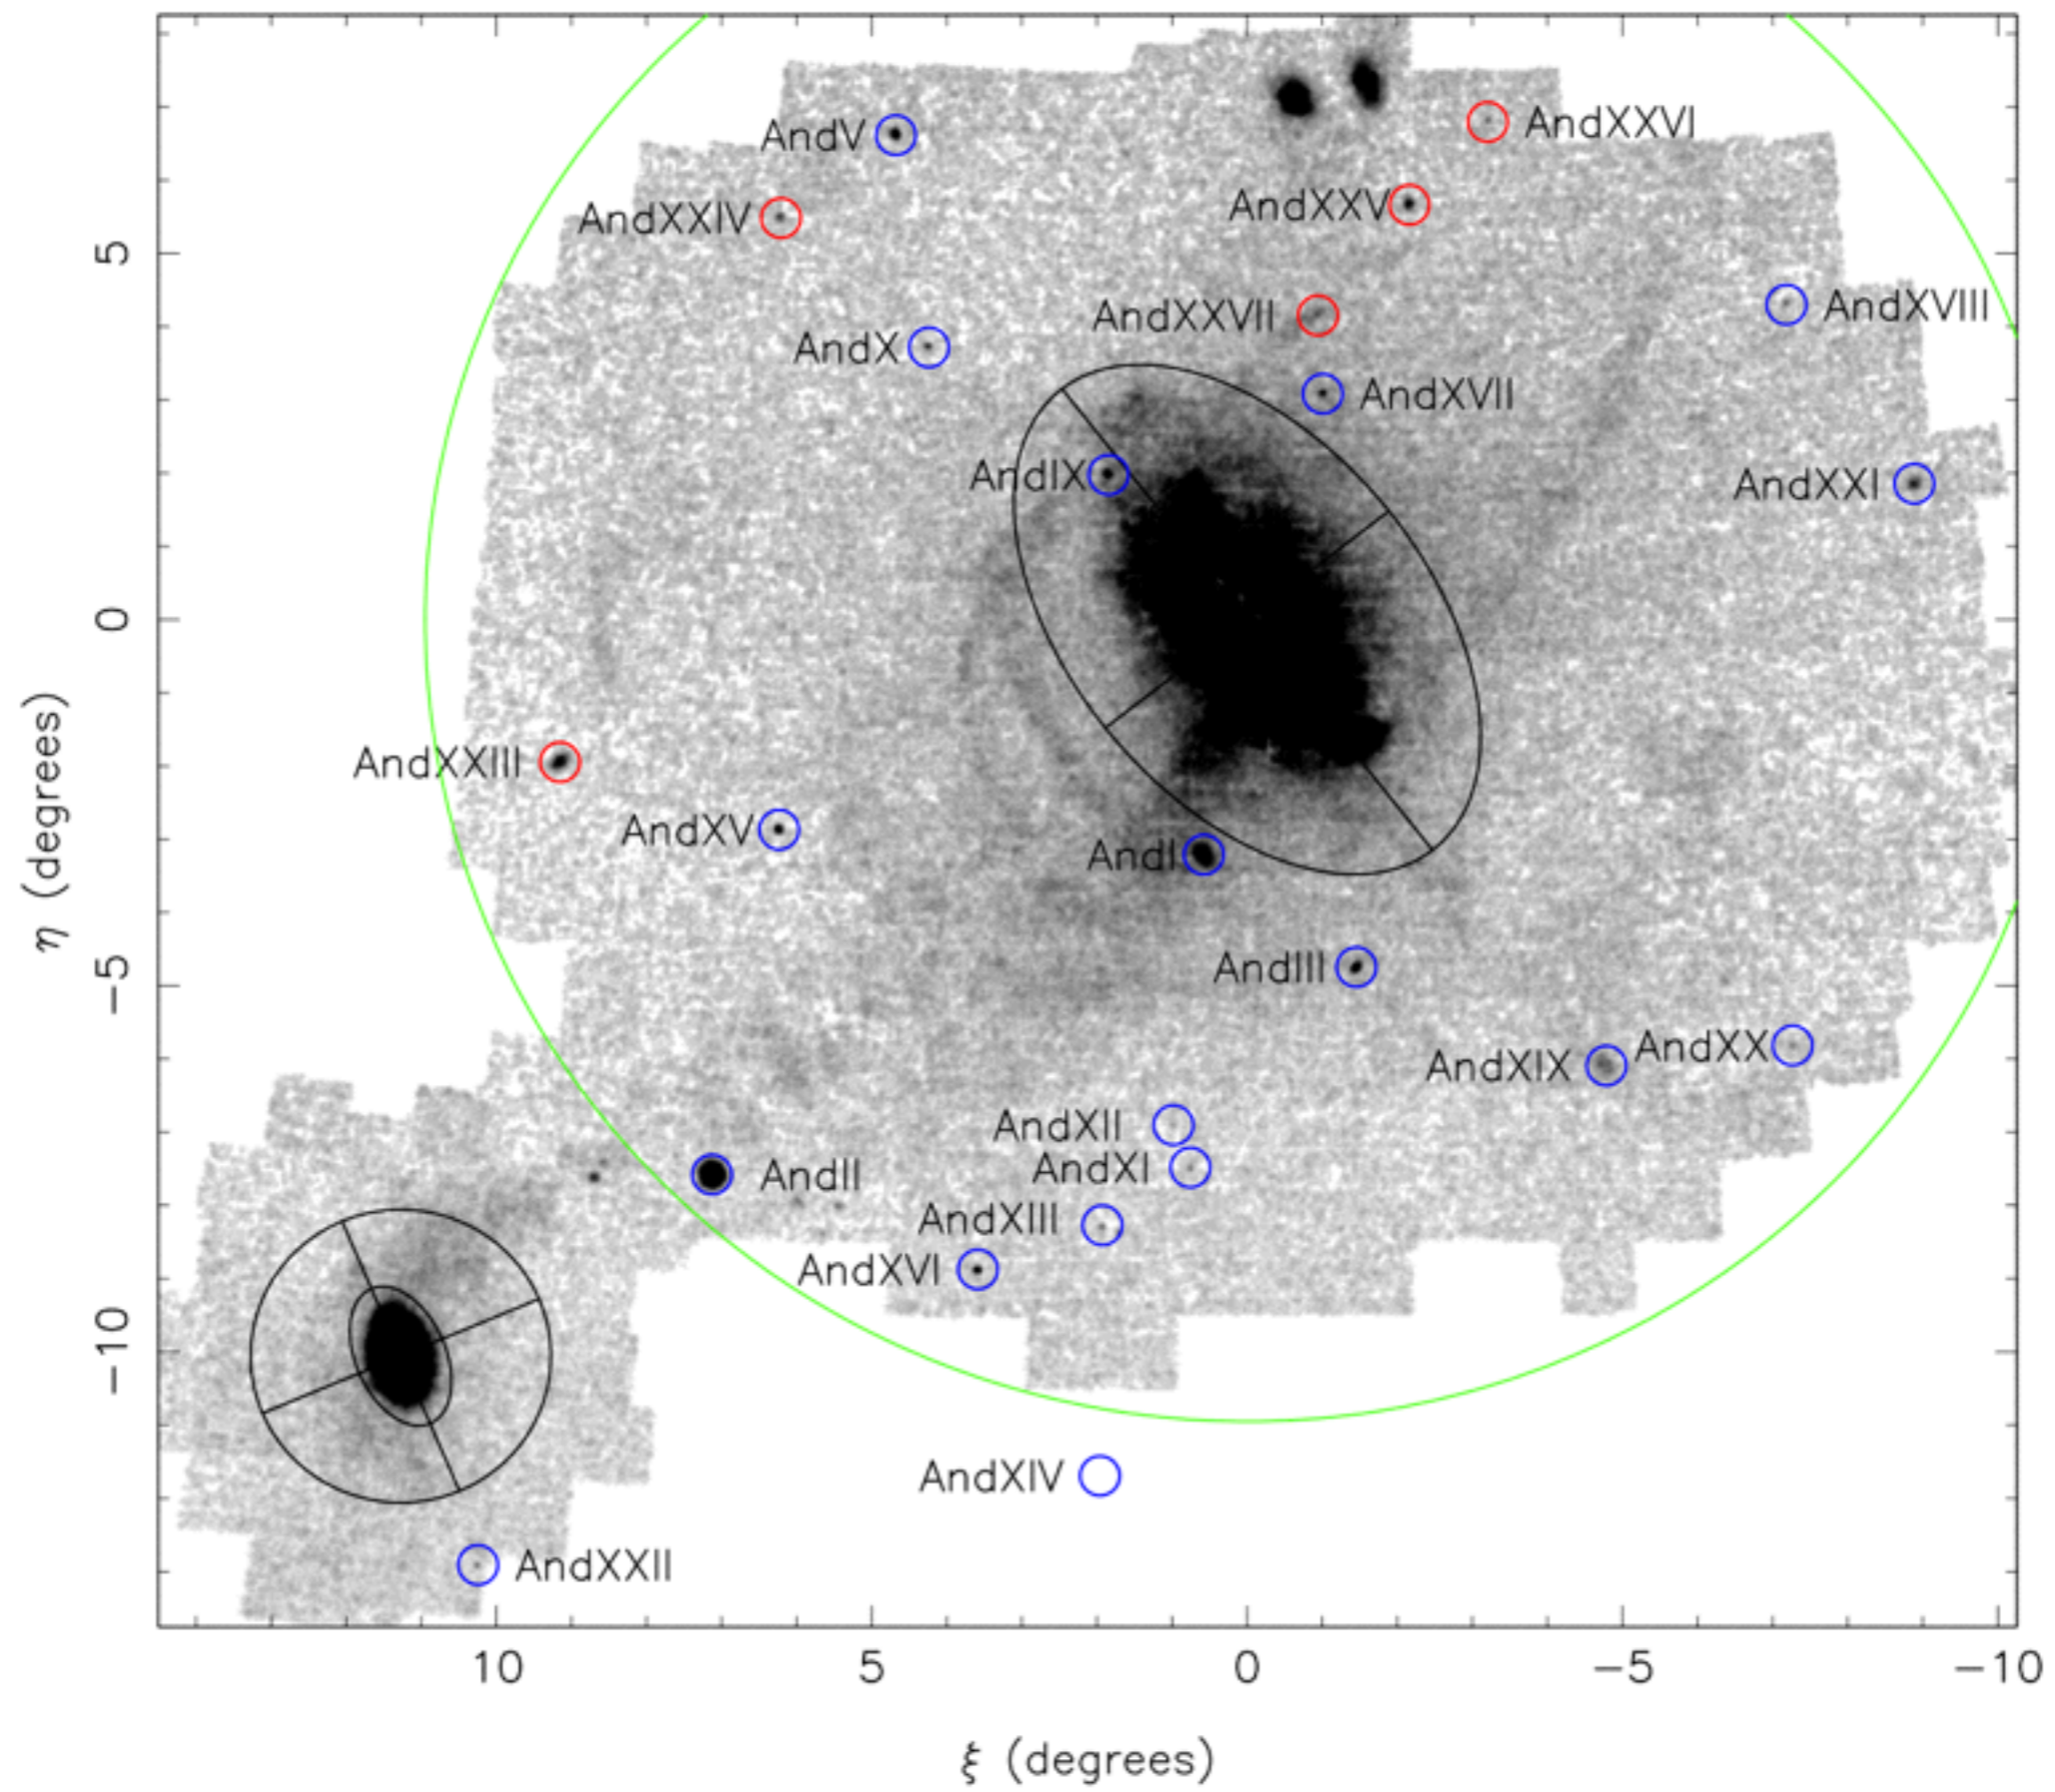 AndV
AndXXVI
AndXXIV
AndXXV
5
AndXXVII
AndXVIII
AndX
AndXVII
AndIX
AndXXI
0
η (degrees)
AndXXIII
AndXV
AndI
−5
AndIII
AndXIX
AndXX
AndXII
AndXI
AndII
AndXIII
AndXVI
−10
AndXIV
AndXXII
10 5 0 −5 −10
ξ (degrees)